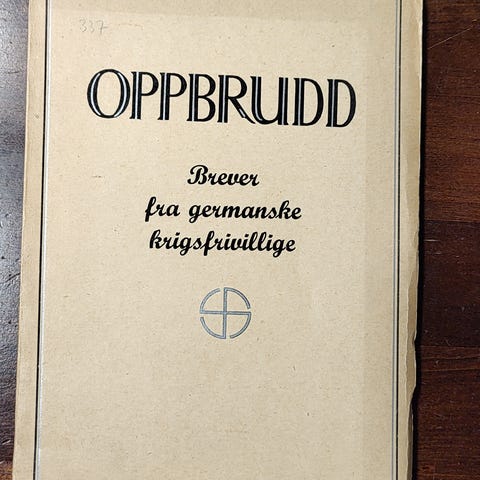 337
OPPBRUDD
Brever
fra germanske
krigsfrivillige